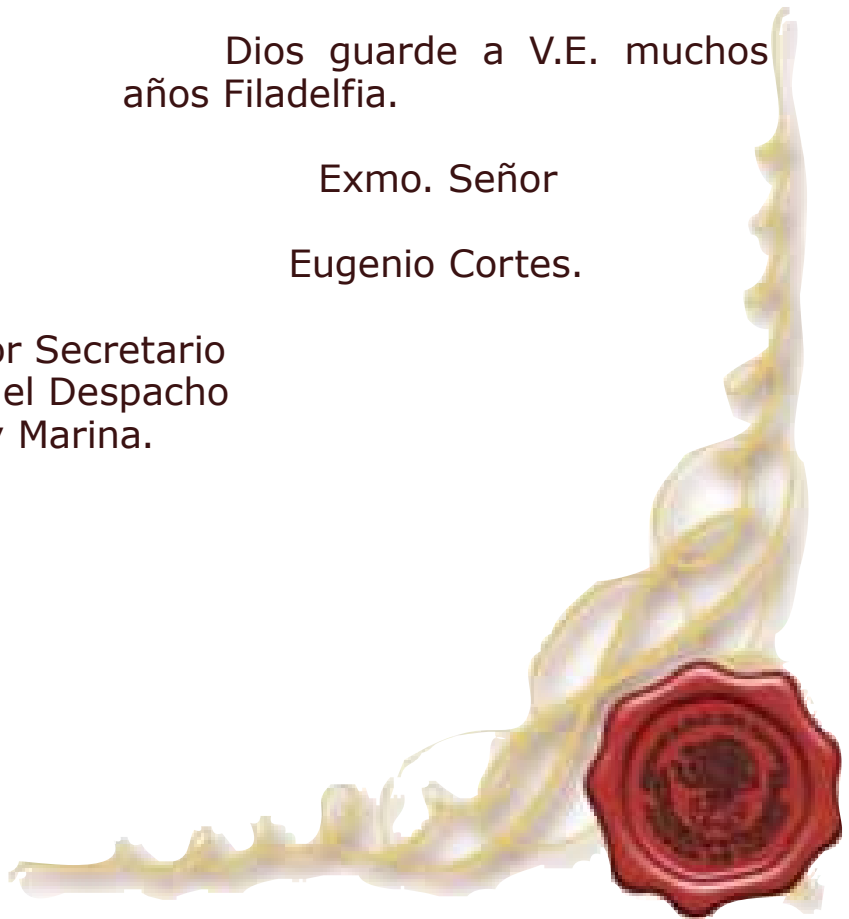 Dios guarde a V.E. muchos
años Filadelfia.
Exmo. Señor
Eugenio Cortes.
Secretario
el Despacho
Marina.